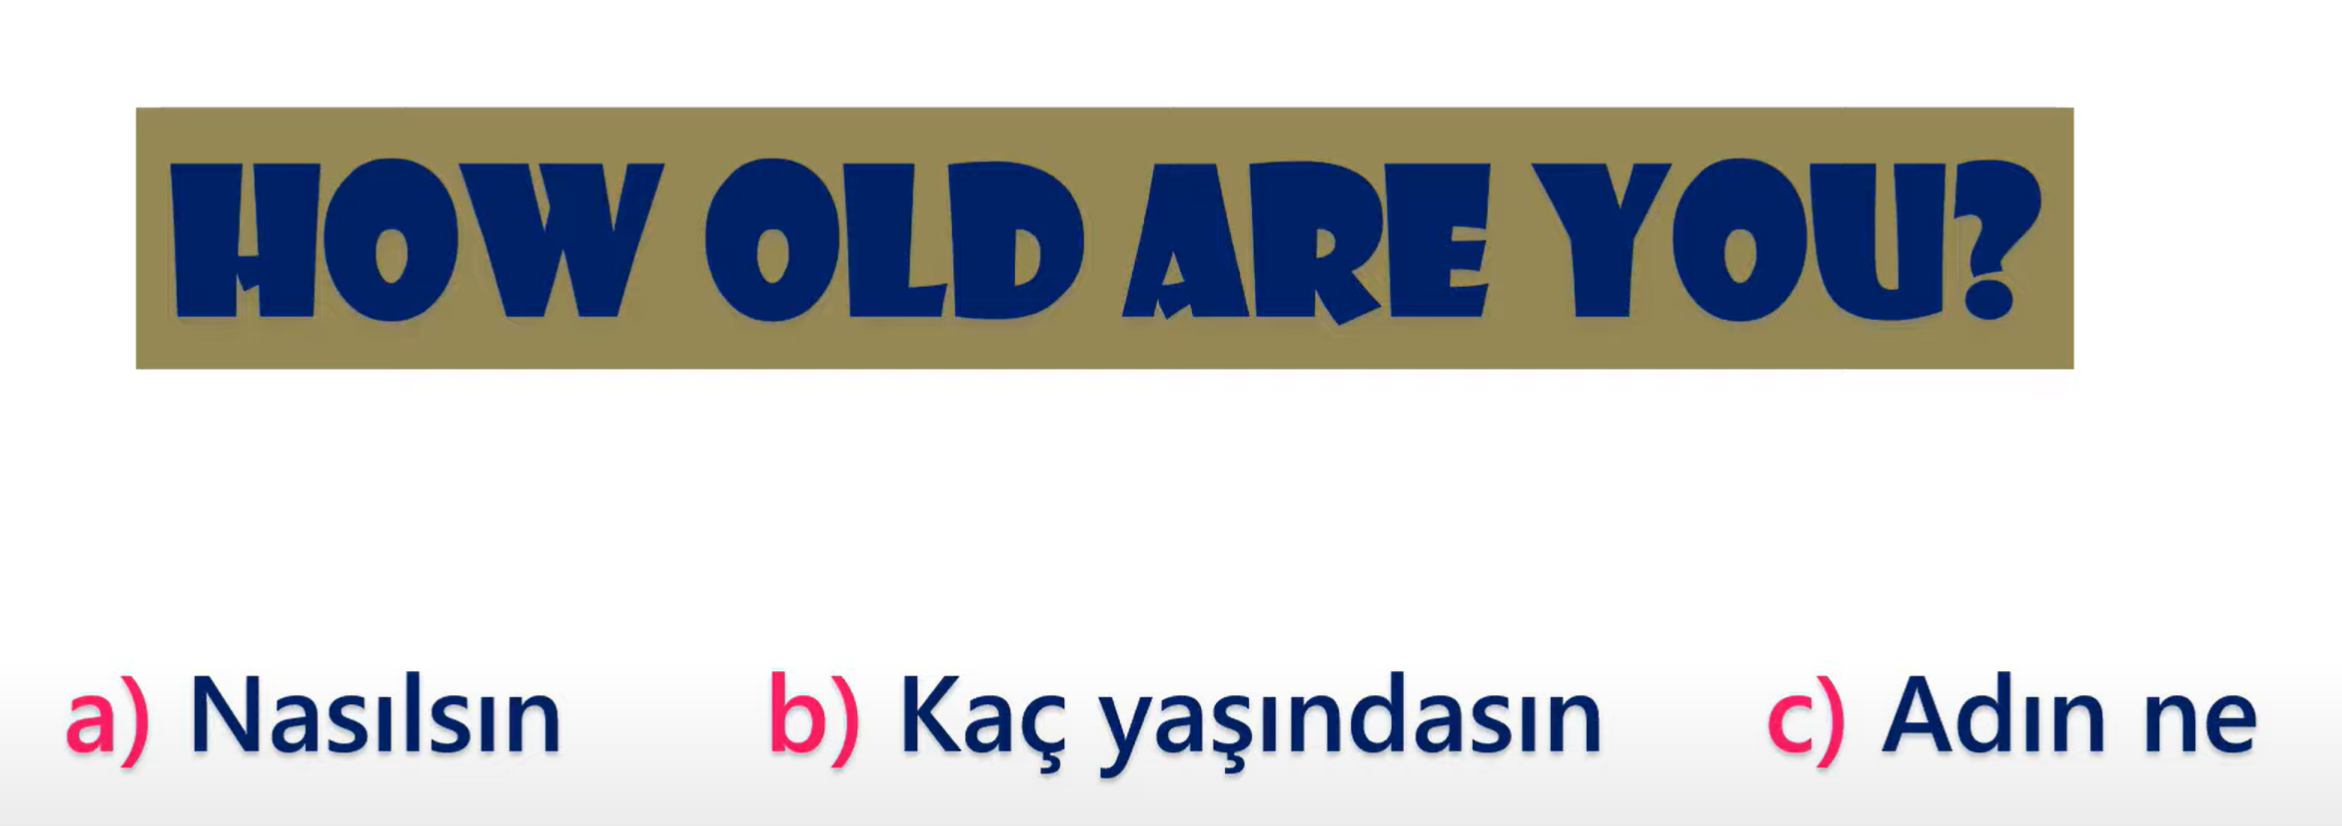 HOW OLD ARE YOU?
a) Nasılsın b) Kaç yaşındasın c) Adın ne